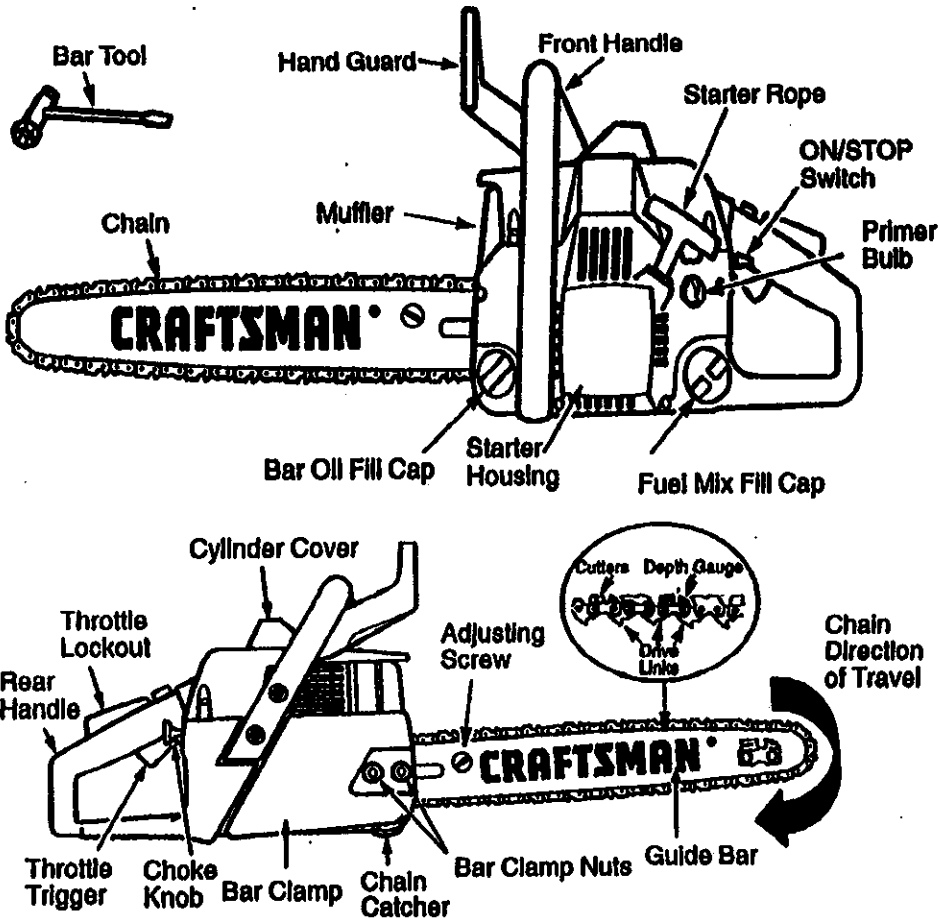 Bar Tool
Hand Guard
Front Handle
Starter Rope
ON/STOP
Switch
Primer
Bulb
Muffler
Chain
CRAFTSMAN
Bar Oil Fill Cap
Starter
Housing
Fuel Mix Fill Cap
Cylinder Cover
Throttle
Lockout
Rear
Handle
Adjusting
Screw
Cutters
Depth Gauge
Drive
Links
Chain
Direction
of Travel
CRAFTSMAN
Throttle
Trigger
Choke
Knob
Bar Clamp
Chain
Catcher
Bar Clamp Nuts
Guide Bar